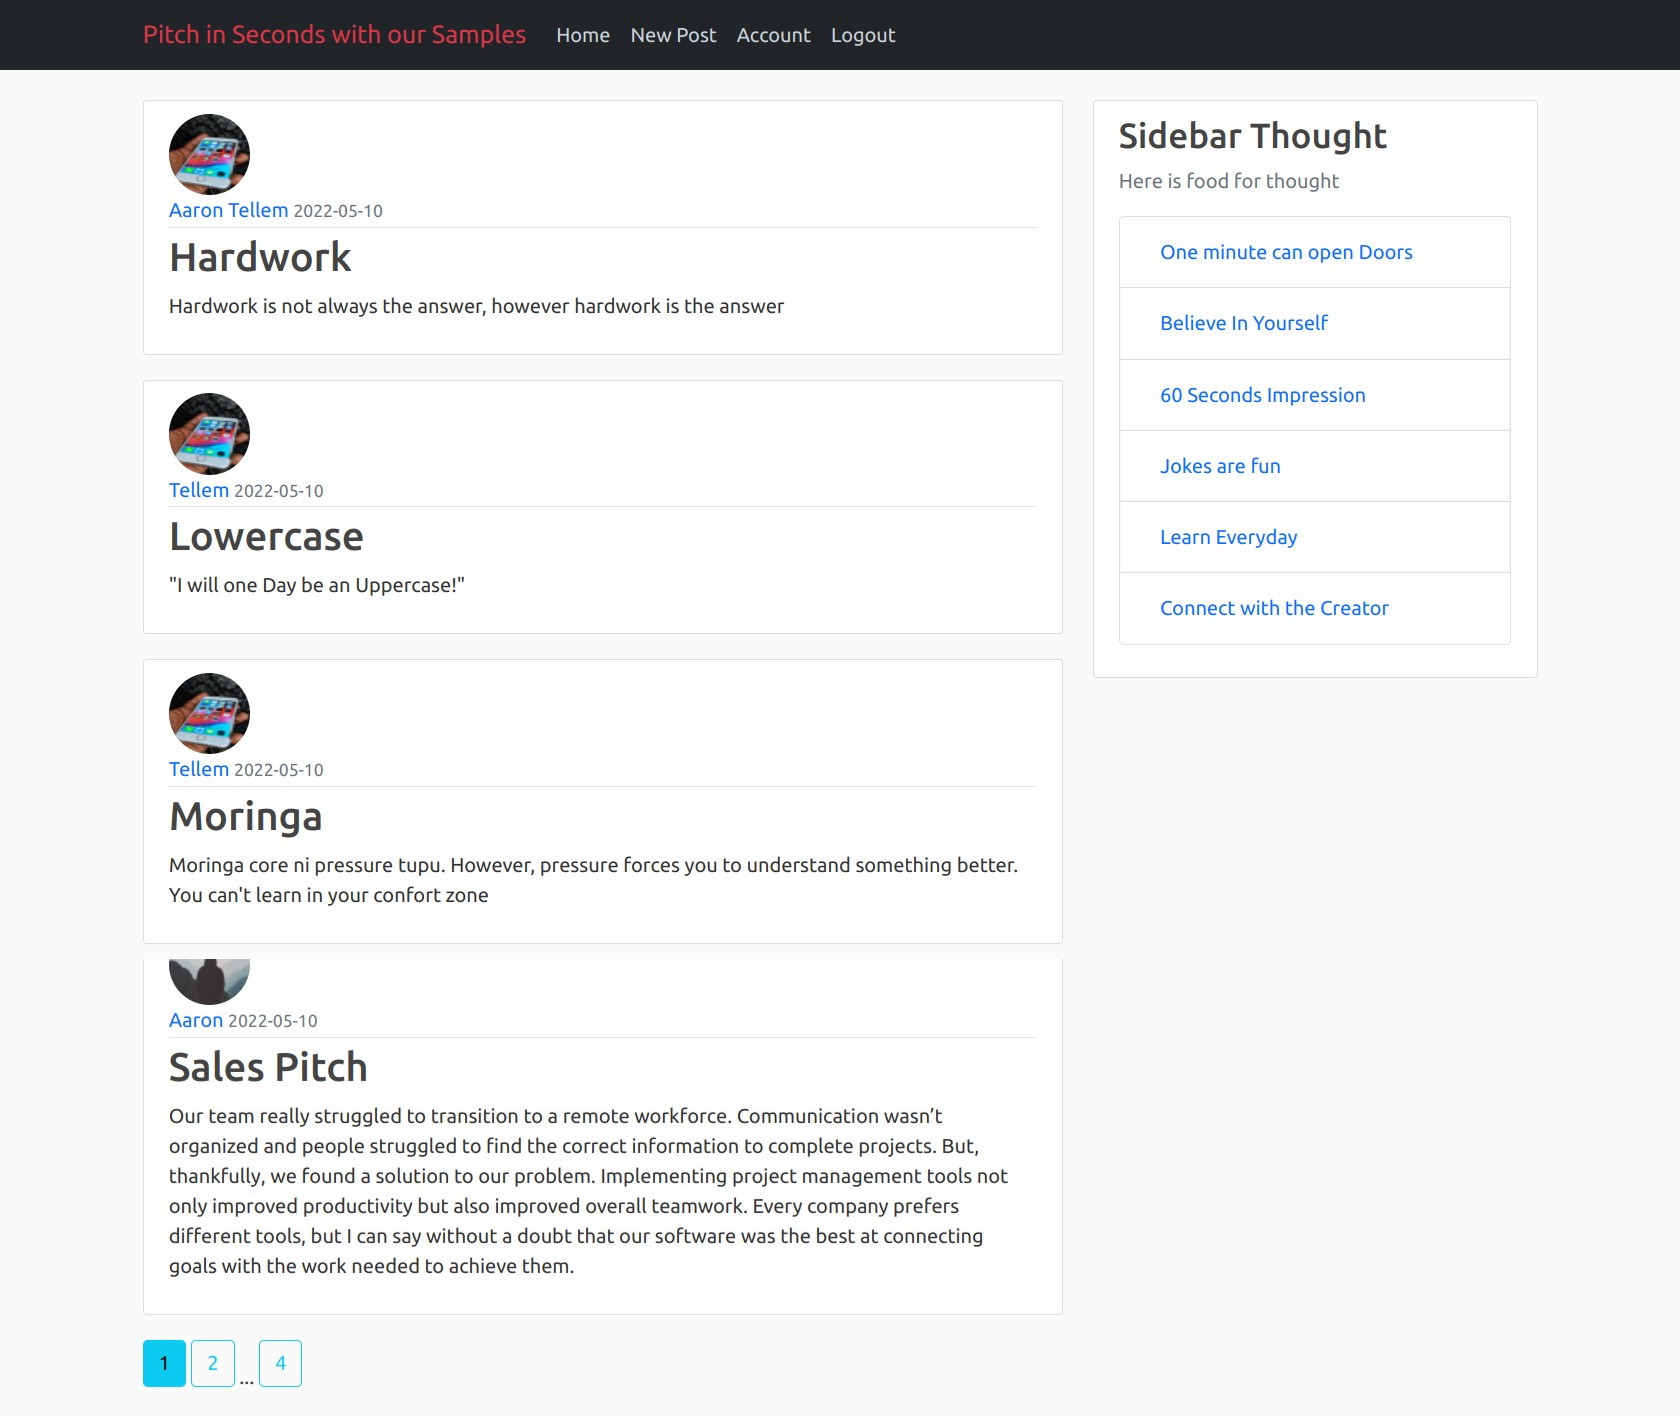 Pitch in Seconds with our Samples
Home
New Post
Account
Logout
Aaron Tellem 2022-05-10
Hardwork
Hardwork is not always the answer, however hardwork is the answer
Tellem 2022-05-10
Lowercase
"I will one Day be an Uppercase!"
Tellem 2022-05-10
Moringa
Moringa core ni pressure tupu. However, pressure forces you to understand something better.
You can't learn in your confort zone
Aaron 2022-05-10
Sales Pitch
Our team really struggled to transition to a remote workforce. Communication wasn’t
organized and people struggled to find the correct information to complete projects. But,
thankfully, we found a solution to our problem. Implementing project management tools not
only improved productivity but also improved overall teamwork. Every company prefers
different tools, but I can say without a doubt that our software was the best at connecting
goals with the work needed to achieve them.
1 2 ... 4
Sidebar Thought
Here is food for thought
One minute can open Doors
Believe In Yourself
60 Seconds Impression
Jokes are fun
Learn Everyday
Connect with the Creator